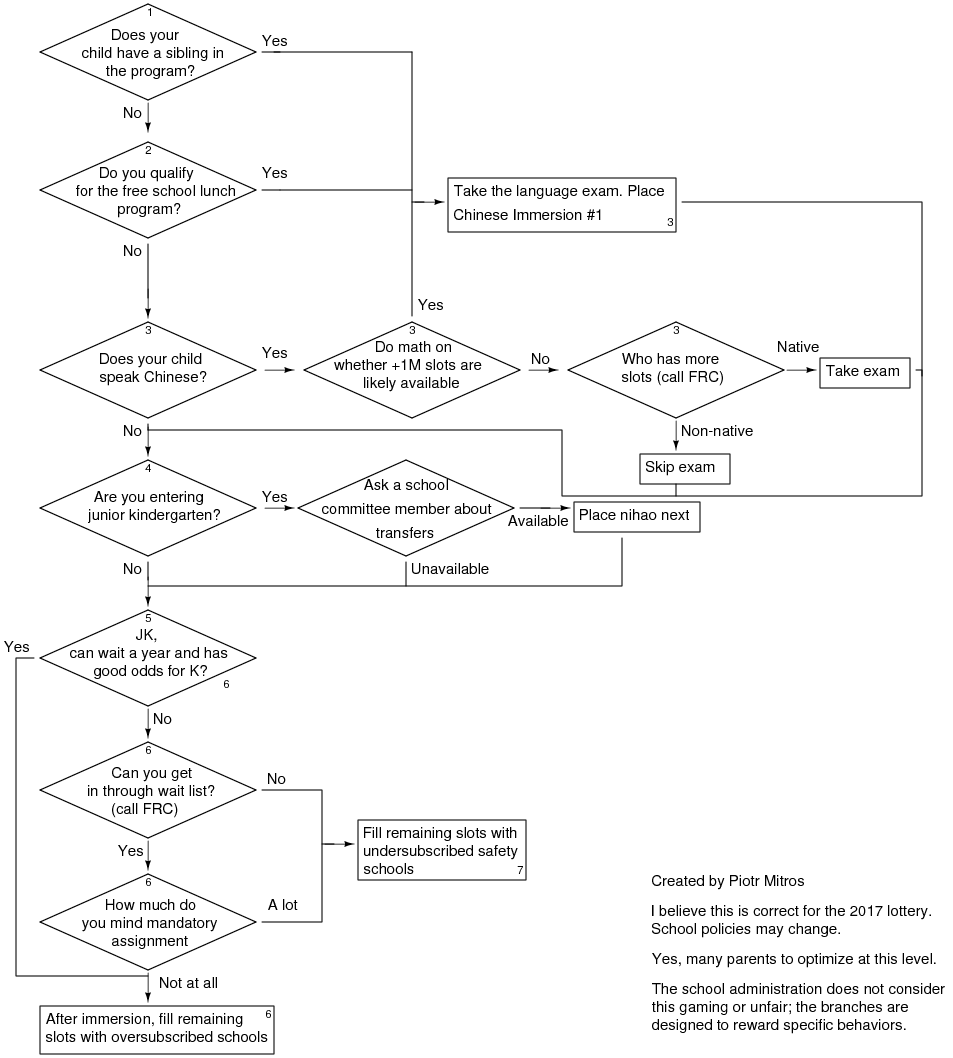 1
Does your
child have a sibling in
the program?
Yes
No
2
Do you qualify
for the free school lunch
program?
Yes
Take the language exam. Place
Chinese Immersion #1
3
No
Yes
3
Does your child
speak Chinese?
Yes
3
Do math on
whether +1M slots are
likely available
No
3
Who has more
slots (call FRC)
Native
Take exam
No
Non-native
Skip exam
4
Are you entering
junior kindergarten?
Yes
Ask a school
committee member about
transfers
Available
Place nihao next
No
Unavailable
5
JK,
can wait a year and has
good odds for K?
6
Yes
No
6
Can you get
in through wait list?
(call FRC)
No
Yes
Fill remaining slots with
undersubscribed safety
schools
7
6
How much do
you mind mandatory
assignment
A lot
Not at all
After immersion, fill remaining
slots with oversubscribed schools
6
Created by Piotr Mitros
I believe this is correct for the 2017 lottery.
School policies may change.
Yes, many parents to optimize at this level.
The school administration does not consider
this gaming or unfair; the branches are
designed to reward specific behaviors.